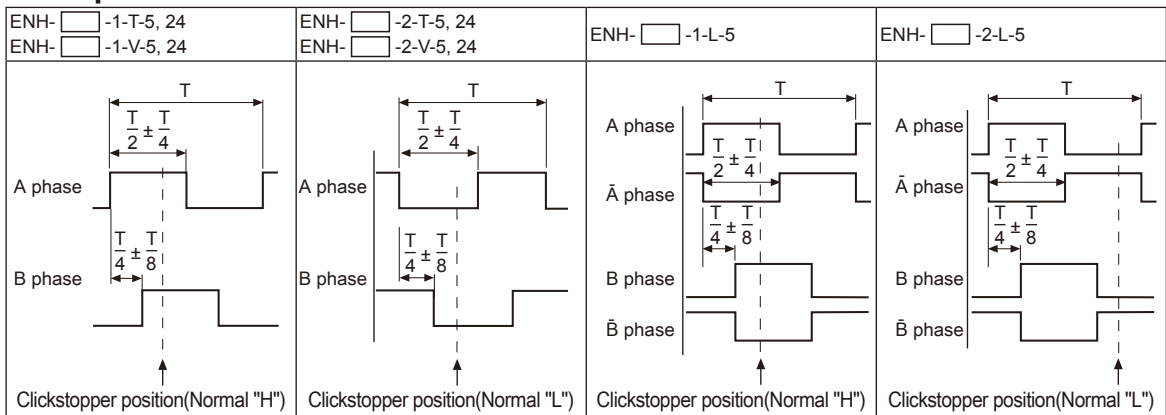 ENH- -1-T-5, 24
ENH- -1-V-5, 24
ENH- -2-T-5, 24
ENH- -2-V-5, 24
ENH- -1-L-5
ENH- -2-L-5
T
T/2 ± T/4
A phase
T/4 ± T/8
B phase
Clickstopper position(Normal "H")
T
T/2 ± T/4
A phase
T/4 ± T/8
B phase
Clickstopper position(Normal "L")
T
A phase
T/2 ± T/4
Ā phase
T/4 ± T/8
B phase
B̄ phase
Clickstopper position(Normal "H")
T
A phase
T/2 ± T/4
Ā phase
T/4 ± T/8
B phase
B̄ phase
Clickstopper position(Normal "L")